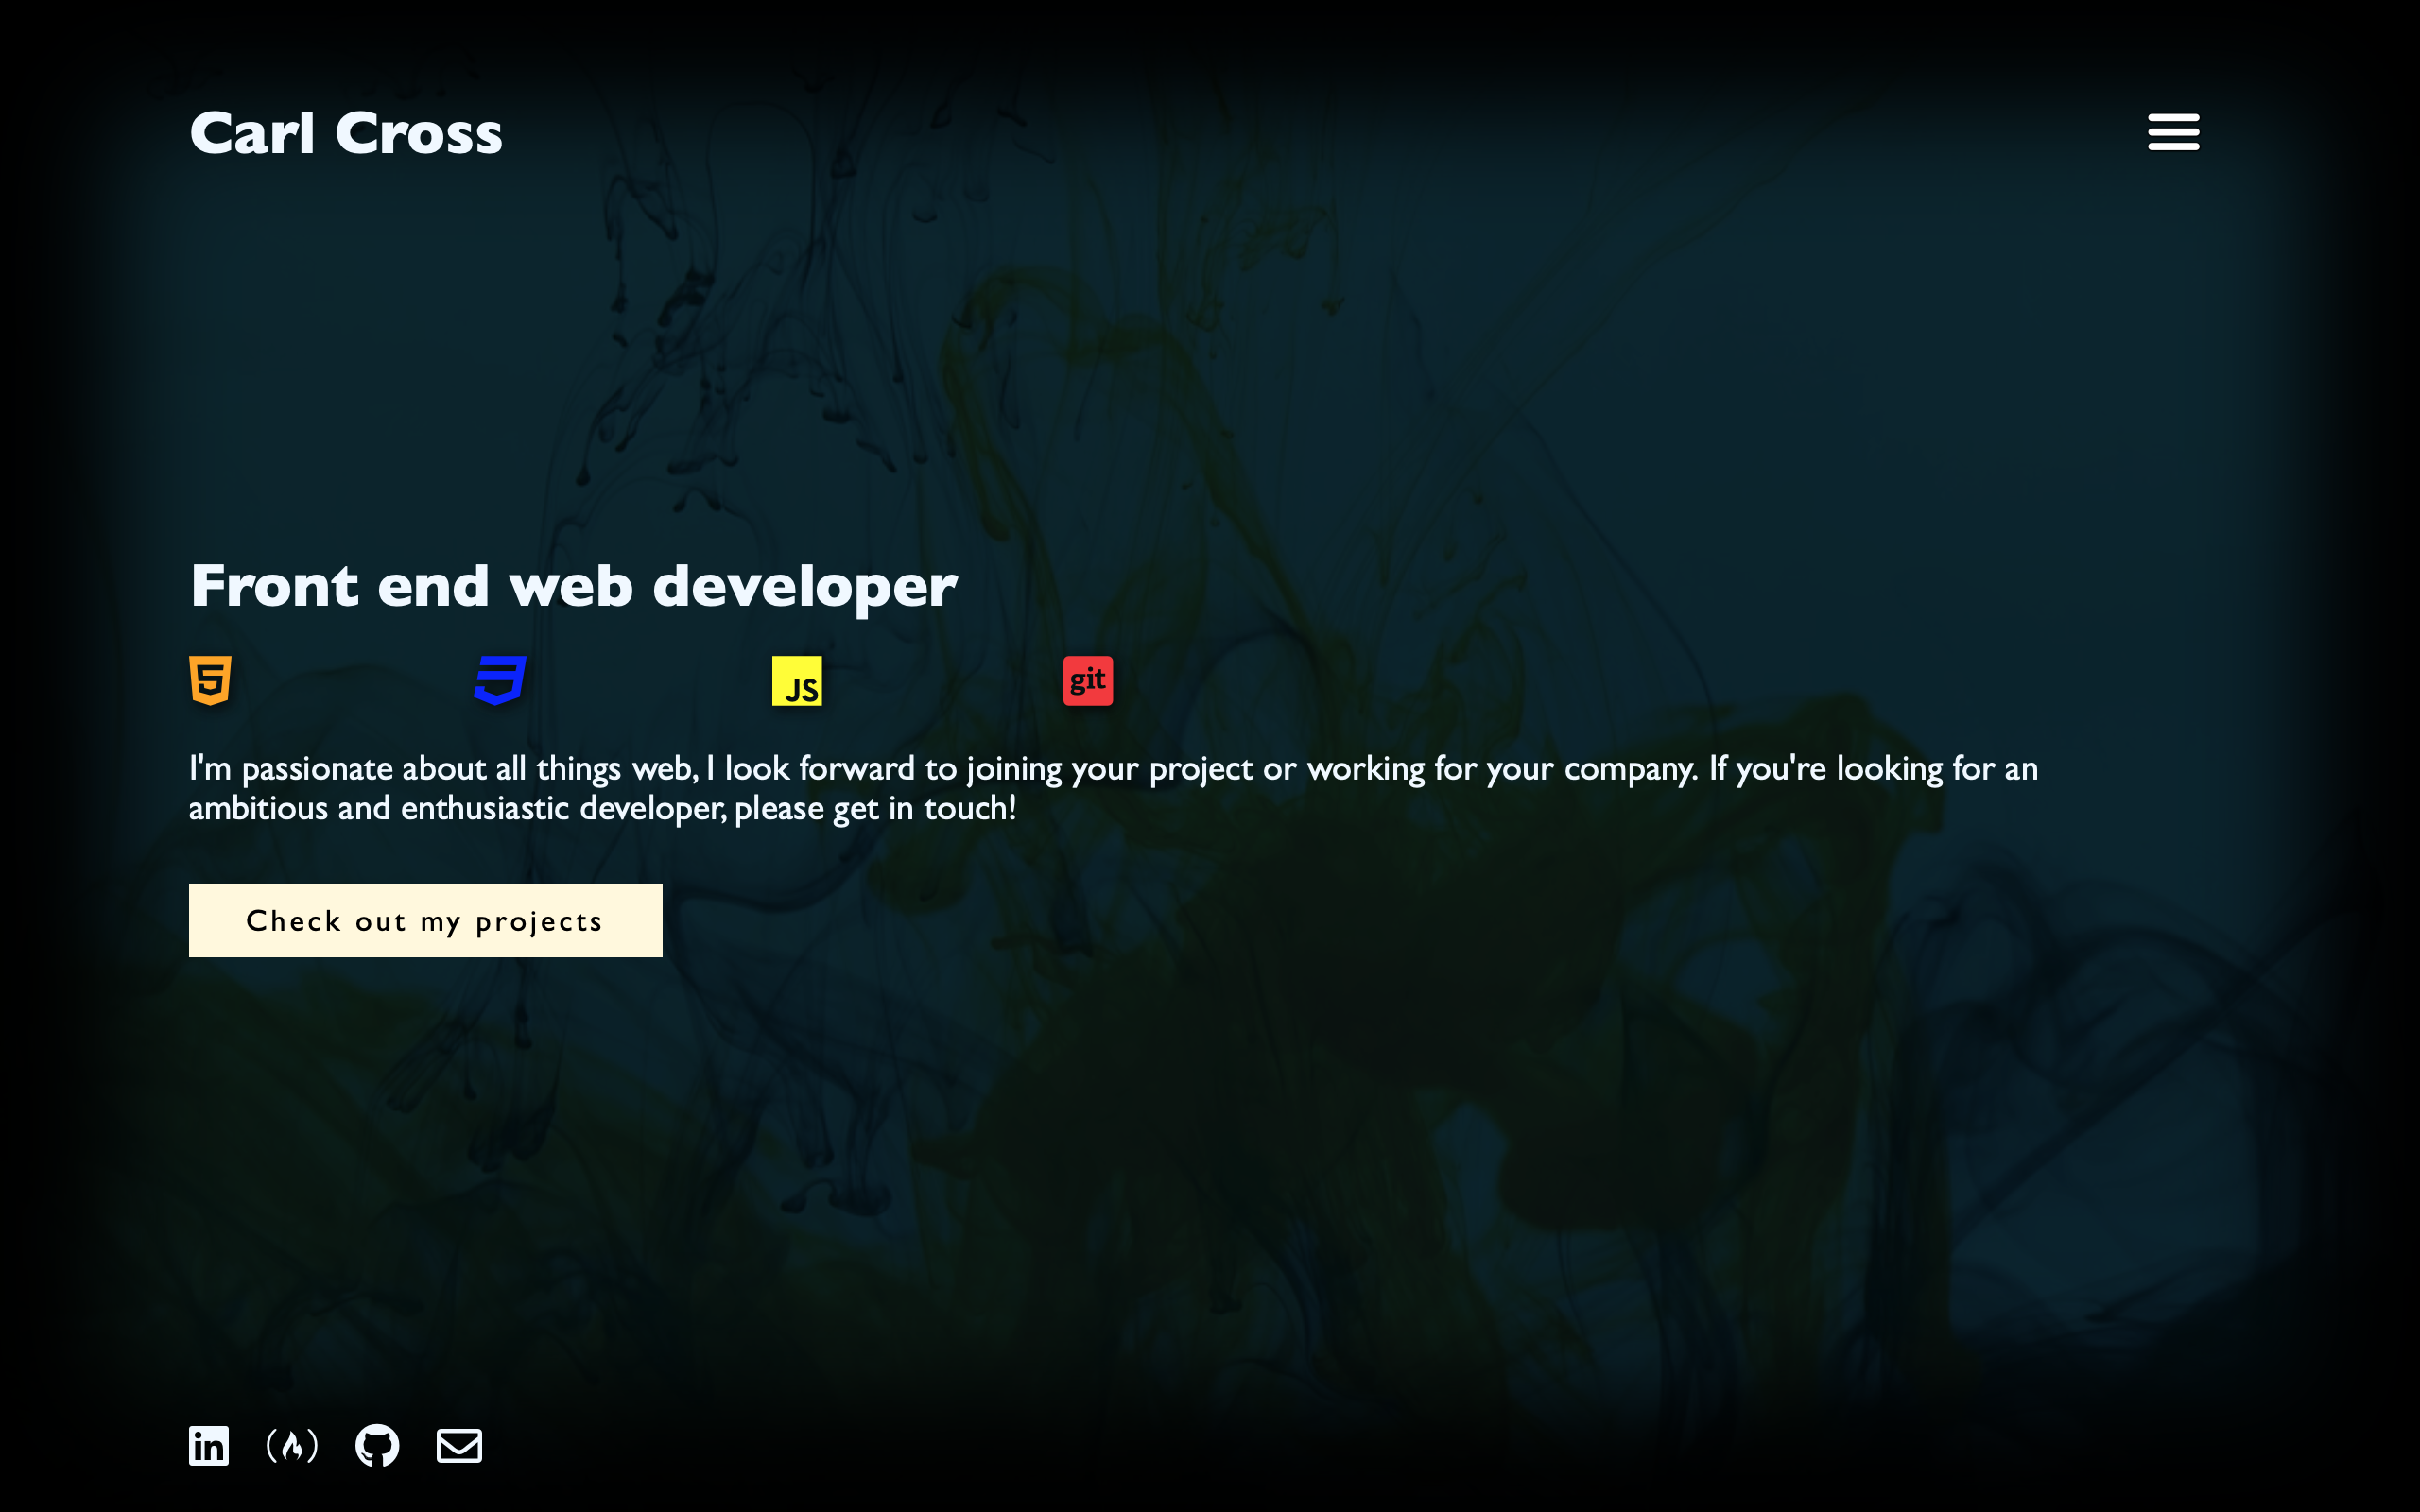 Carl Cross
Front end web developer
5
JS
git
I'm passionate about all things web, I look forward to joining your project or working for your company. If you're looking for an
ambitious and enthusiastic developer, please get in touch!
Check out my projects
in